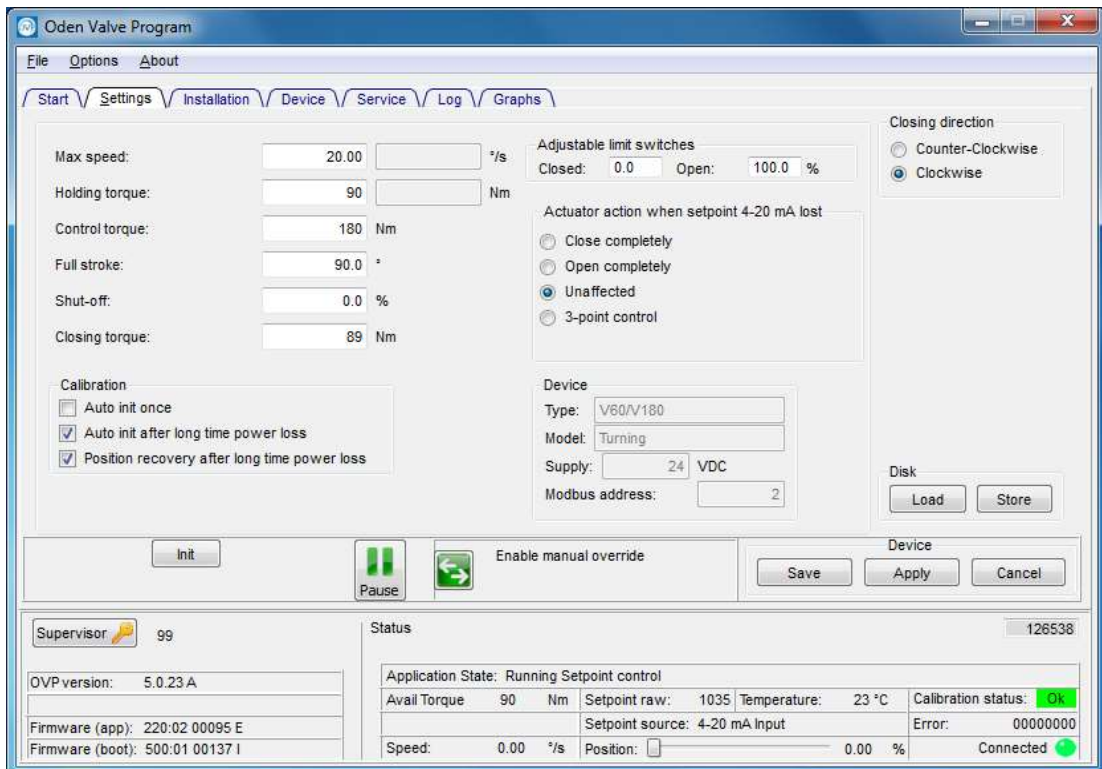 Oden Valve Program
File Options About
Start Settings Installation Device Service Log Graphs
Max speed: 20.00 °/s
Holding torque: 90 Nm
Control torque: 180 Nm
Full stroke: 90.0 °
Shut-off: 0.0 %
Closing torque: 89 Nm
Adjustable limit switches
Closed: 0.0 Open: 100.0 %
Actuator action when setpoint 4-20 mA lost
Close completely
Open completely
Unaffected
3-point control
Closing direction
Counter-Clockwise
Clockwise
Calibration
Auto init once
Auto init after long time power loss
Position recovery after long time power loss
Device
Type: V60/V180
Model: Turning
Supply: 24 VDC
Modbus address: 2
Disk
Load Store
Init
Pause
Enable manual override
Device
Save Apply Cancel
Supervisor 99
OVP version: 5.0.23 A
Firmware (app): 220:02 00095 E
Firmware (boot): 500:01 00137 I
Status 126538
Application State: Running Setpoint control
Avail Torque 90 Nm Setpoint raw: 1035 Temperature: 23 °C Calibration status: Ok
Setpoint source: 4-20 mA Input Error: 00000000
Speed: 0.00 °/s Position: 0.00 % Connected